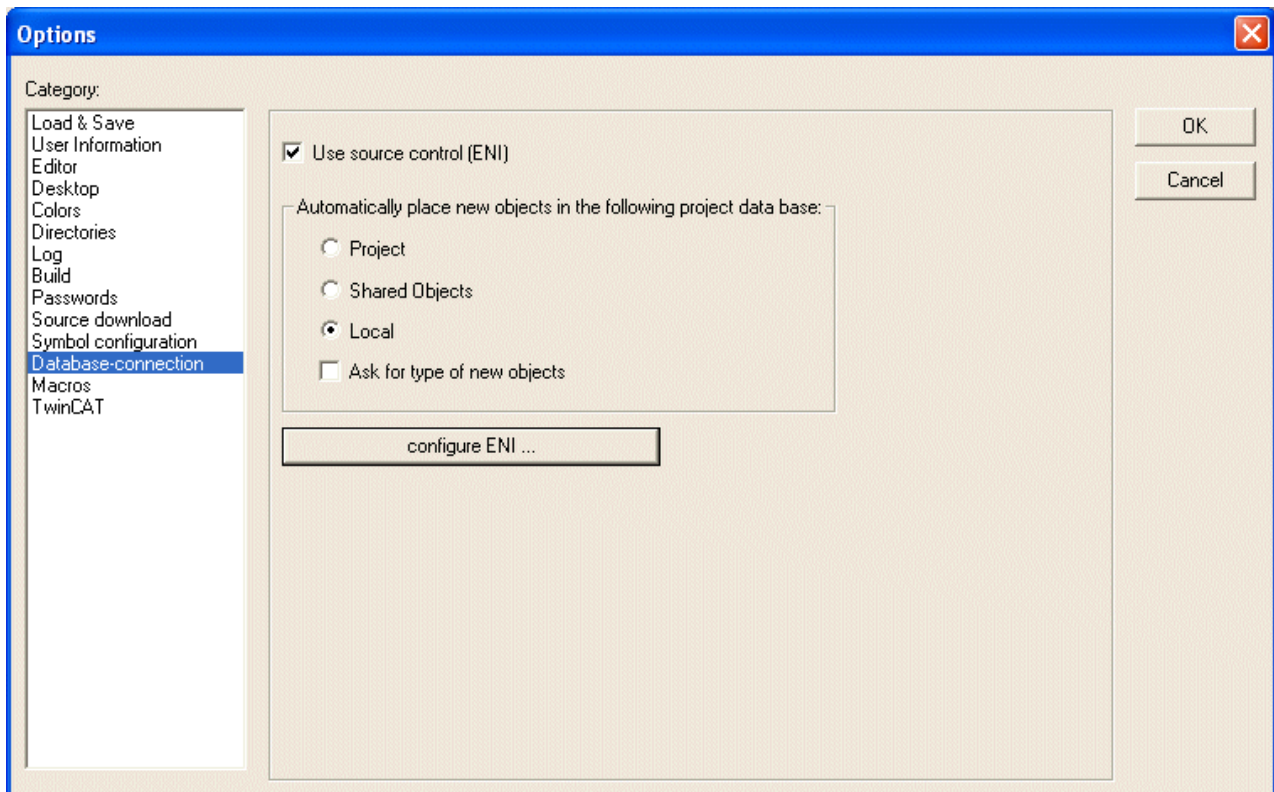 Options
Category:
Load & Save
User Information
Editor
Desktop
Colors
Directories
Log
Build
Passwords
Source download
Symbol configuration
Database-connection
Macros
TwinCAT
Use source control (ENI)
Automatically place new objects in the following project data base:
Project
Shared Objects
Local
Ask for type of new objects
configure ENI ...
OK
Cancel